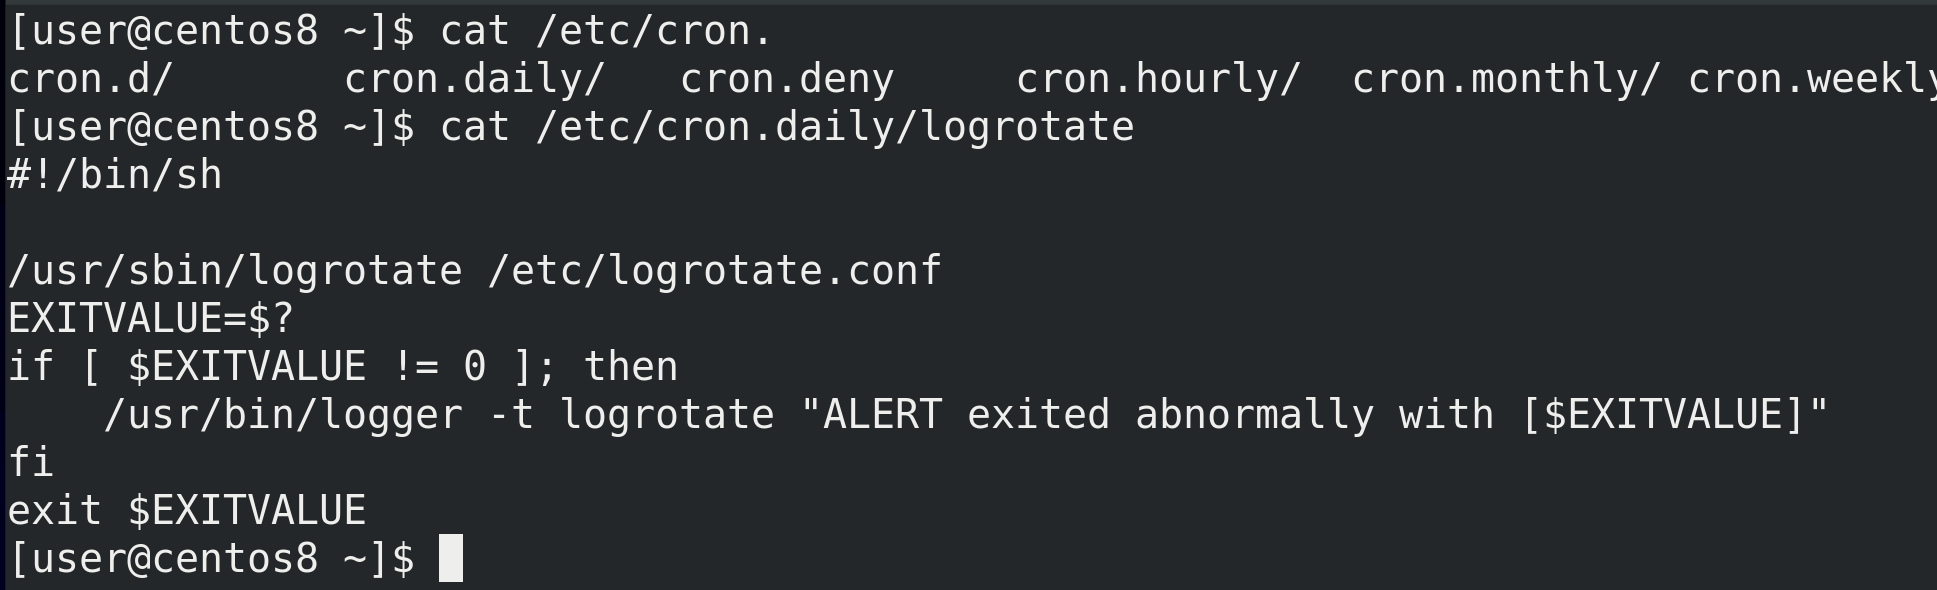 [user@centos8 ~]$ cat /etc/cron.
cron.d/       cron.daily/   cron.deny     cron.hourly/  cron.monthly/ cron.weekly
[user@centos8 ~]$ cat /etc/cron.daily/logrotate
#!/bin/sh

/usr/sbin/logrotate /etc/logrotate.conf
EXITVALUE=$?
if [ $EXITVALUE != 0 ]; then
    /usr/bin/logger -t logrotate "ALERT exited abnormally with [$EXITVALUE]"
fi
exit $EXITVALUE
[user@centos8 ~]$